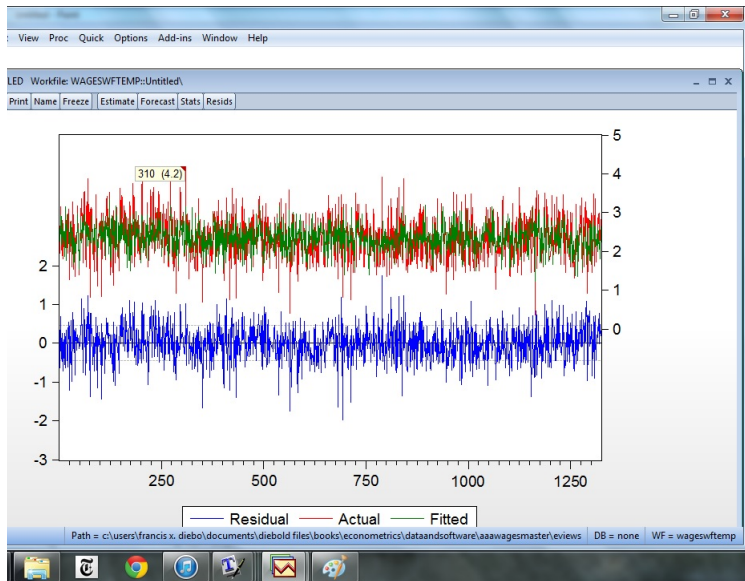 View Proc Quick Options Add-ins Window Help
LED Workfile: WAGESWFTEMP::Untitled\
Print Name Freeze Estimate Forecast Stats Resids
5
310 (4.2)
4
3
2
2
1
1
0
0
-1
-2
-3
250 500 750 1000 1250
Residual Actual Fitted
Path = c:\users\francis x. diebo\documents\diebold files\books\econometrics\dataandsoftware\aaawagesmaster\eviews DB = none WF = wageswftemp